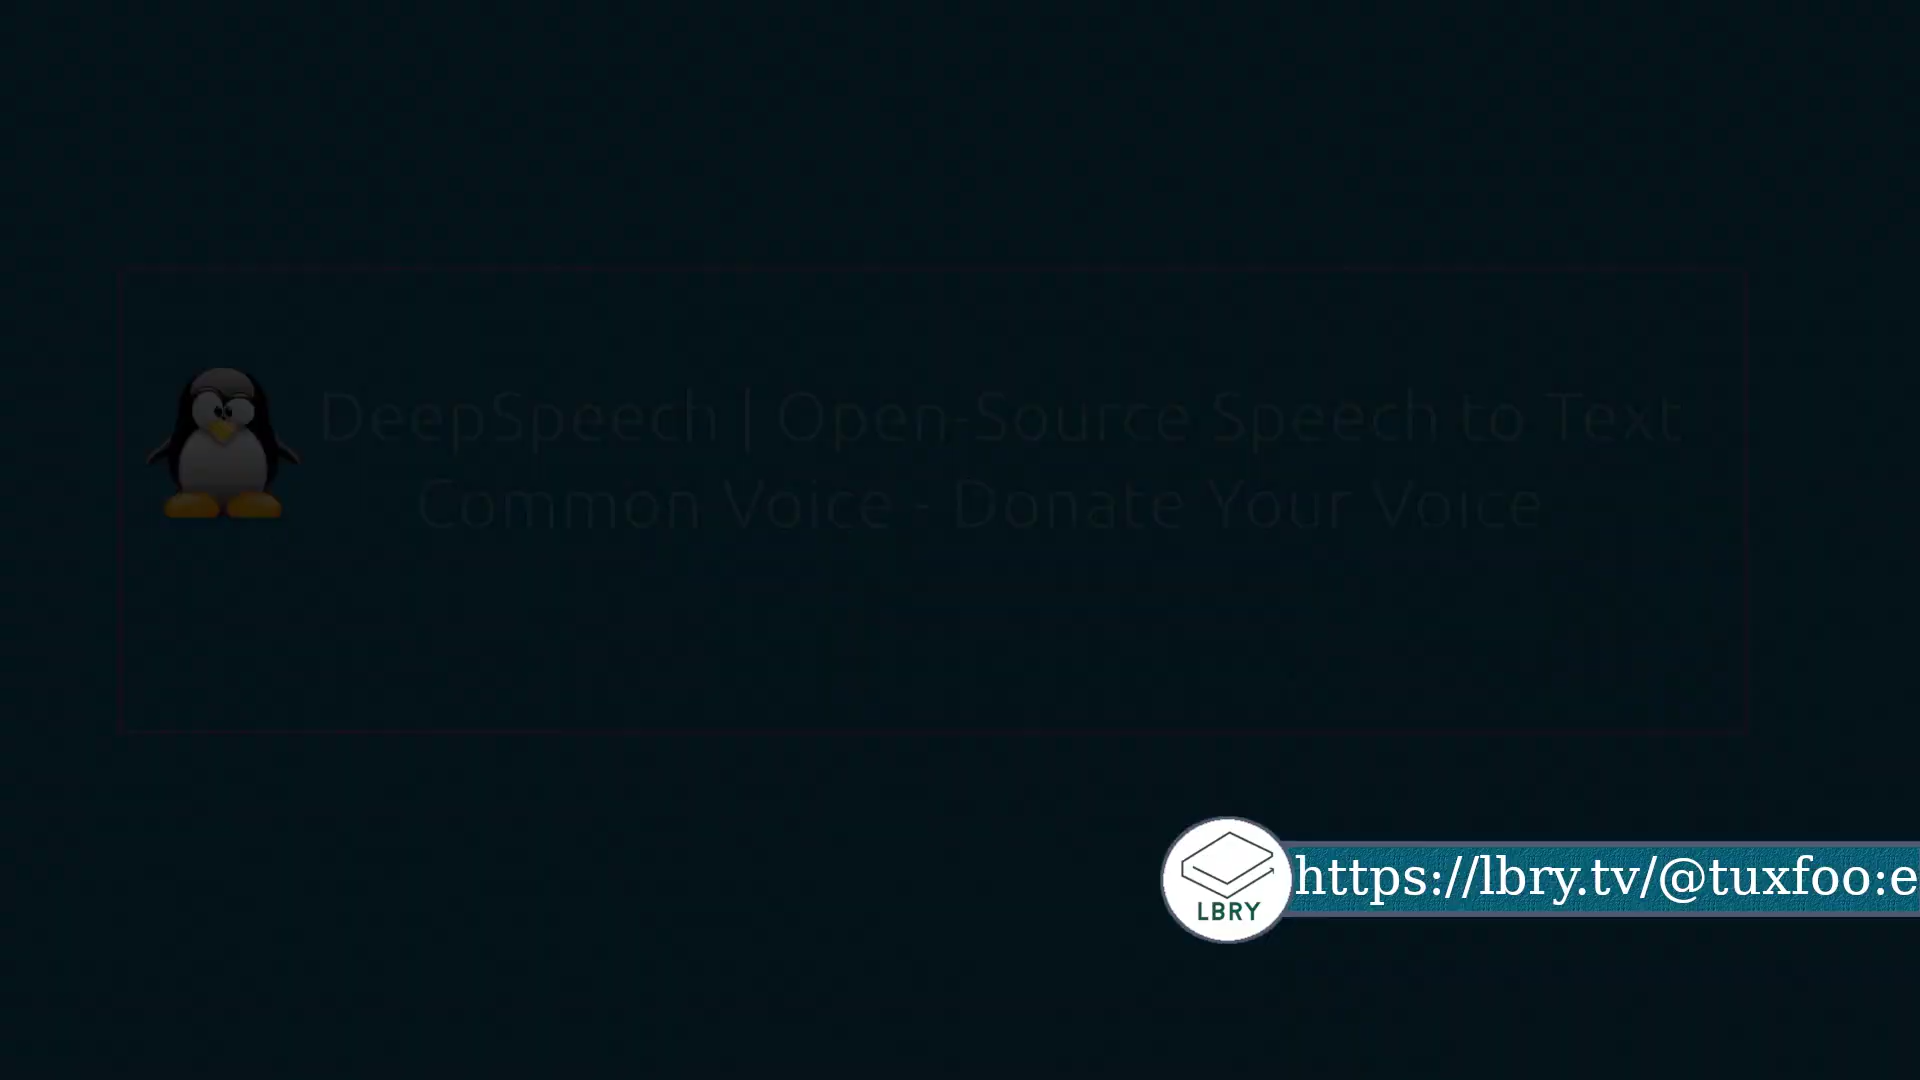 DeepSpeech | Open-Source Speech to Text
Common Voice - Donate Your Voice
LBRY
https://lbry.tv/@tuxfoo:e